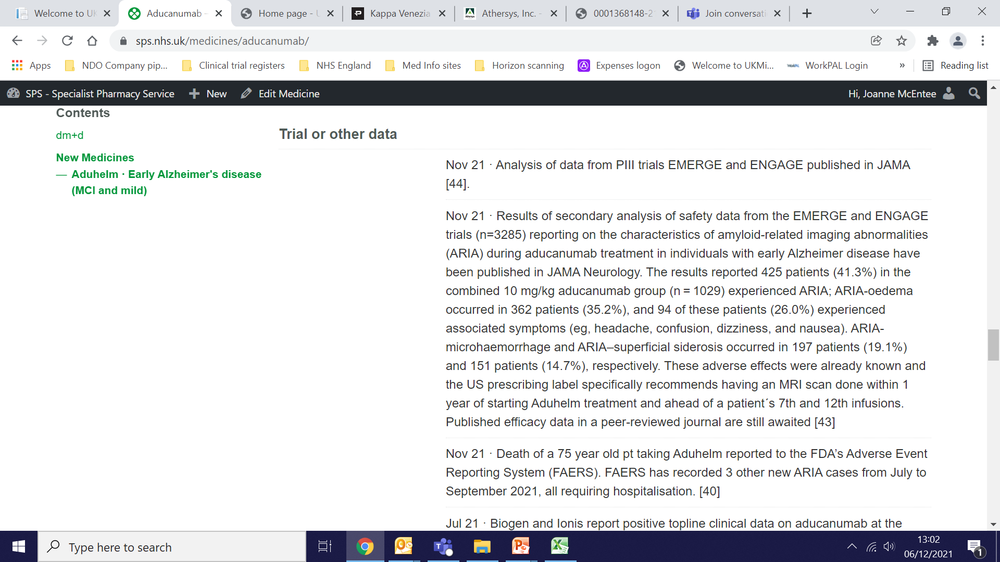 Welcome to UK
Aducanumab -
Home page - U
Kappa Venezia
Athersys, Inc. -
0001368148-2
Join conversati
sps.nhs.uk/medicines/aducanumab/
Apps
NDO Company pip...
Clinical trial registers
NHS England
Med Info sites
Horizon scanning
Expenses logon
Welcome to UKMi...
WorkPAL Login
»
Reading list
SPS - Specialist Pharmacy Service
New
Edit Medicine
Hi, Joanne McEntee
Contents
dm+d
New Medicines
— Aduhelm · Early Alzheimer's disease
(MCI and mild)
Trial or other data
Nov 21 · Analysis of data from PIII trials EMERGE and ENGAGE published in JAMA
[44].
Nov 21 · Results of secondary analysis of safety data from the EMERGE and ENGAGE
trials (n=3285) reporting on the characteristics of amyloid-related imaging abnormalities
(ARIA) during aducanumab treatment in individuals with early Alzheimer disease have
been published in JAMA Neurology. The results reported 425 patients (41.3%) in the
combined 10 mg/kg aducanumab group (n = 1029) experienced ARIA; ARIA-oedema
occurred in 362 patients (35.2%), and 94 of these patients (26.0%) experienced
associated symptoms (eg, headache, confusion, dizziness, and nausea). ARIA-
microhaemorrhage and ARIA–superficial siderosis occurred in 197 patients (19.1%)
and 151 patients (14.7%), respectively. These adverse effects were already known and
the US prescribing label specifically recommends having an MRI scan done within 1
year of starting Aduhelm treatment and ahead of a patient´s 7th and 12th infusions.
Published efficacy data in a peer-reviewed journal are still awaited [43]
Nov 21 · Death of a 75 year old pt taking Aduhelm reported to the FDA’s Adverse Event
Reporting System (FAERS). FAERS has recorded 3 other new ARIA cases from July to
September 2021, all requiring hospitalisation. [40]
Jul 21 · Biogen and Ionis report positive topline clinical data on aducanumab at the
Type here to search
13:02
06/12/2021
1